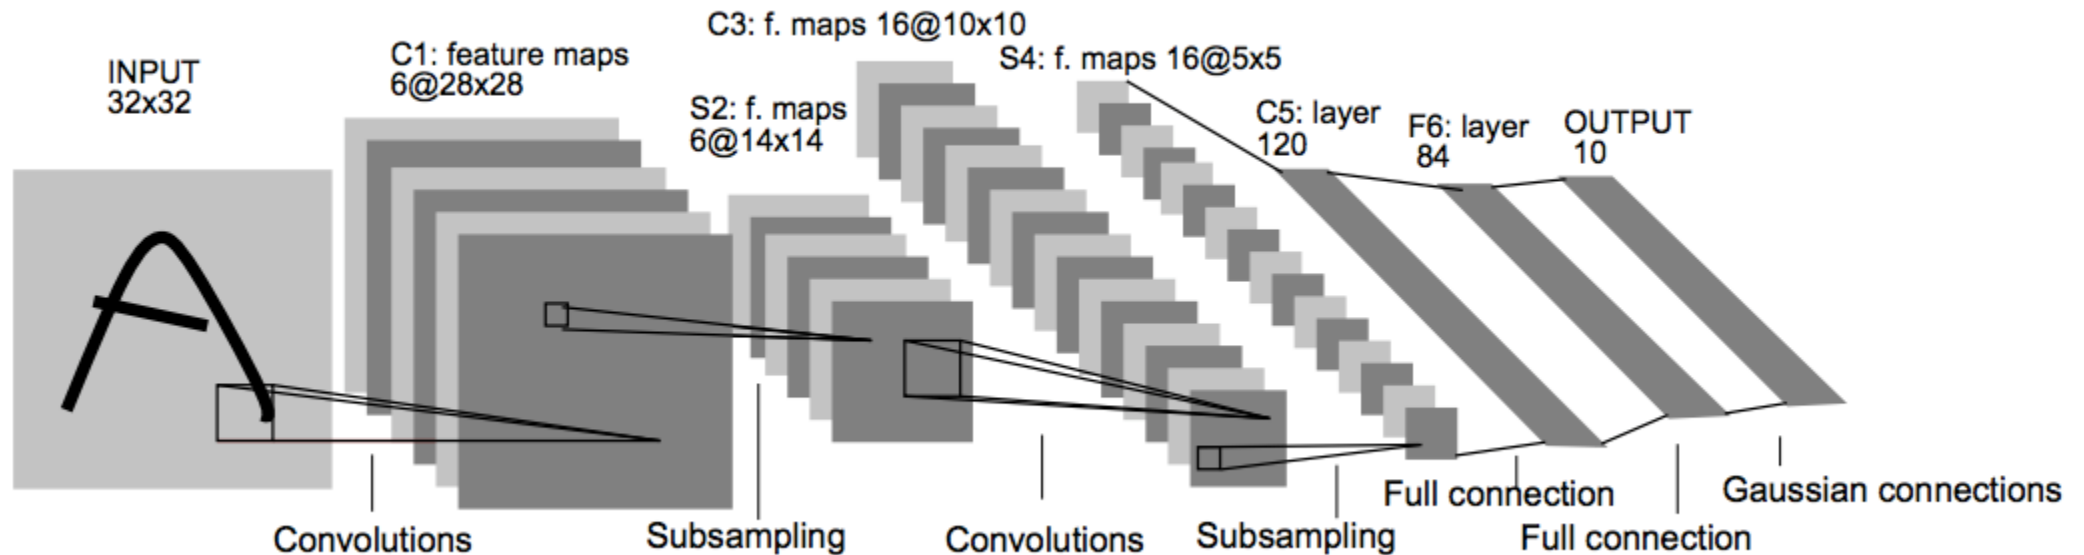 INPUT
32x32
C1: feature maps
6@28x28
S2: f. maps
6@14x14
C3: f. maps 16@10x10
S4: f. maps 16@5x5
C5: layer
120
F6: layer
84
OUTPUT
10
Convolutions
Subsampling
Convolutions
Subsampling
Full connection
Full connection
Gaussian connections
A